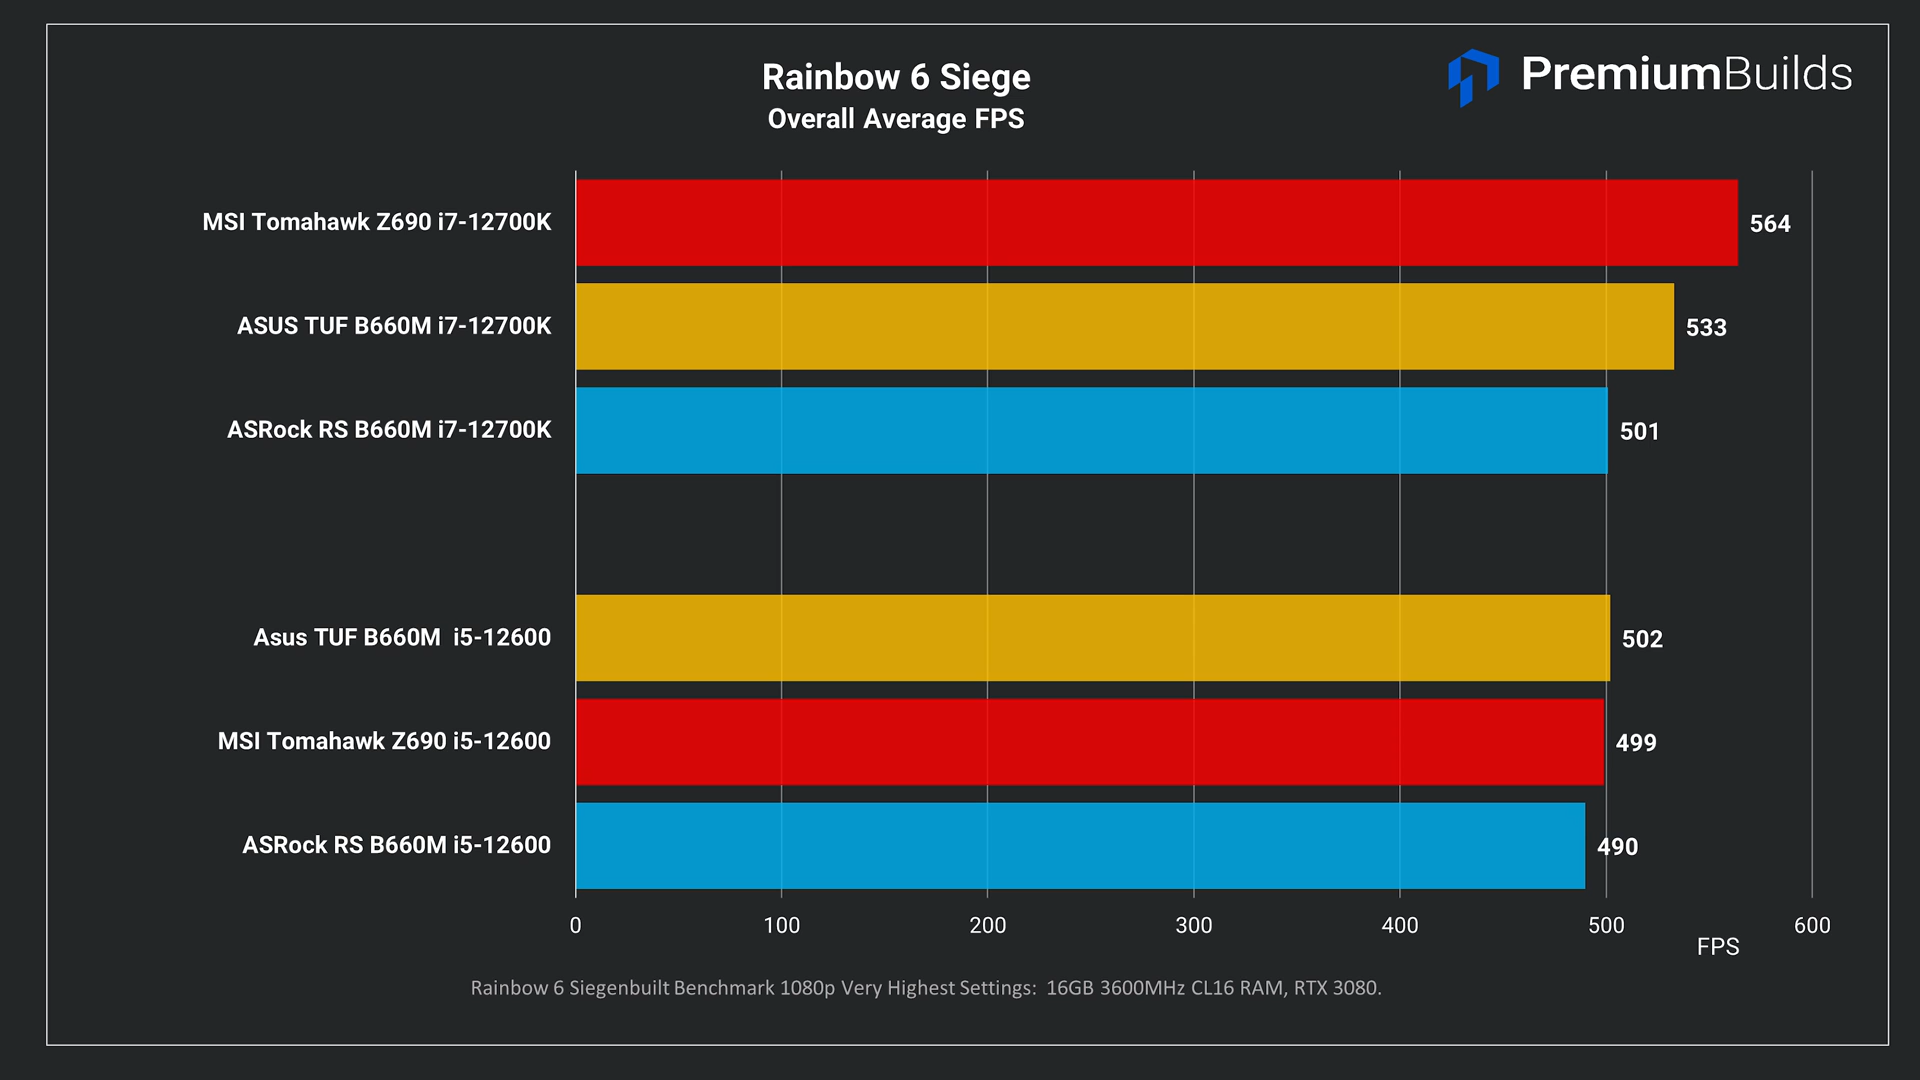 Rainbow 6 Siege
Overall Average FPS
PremiumBuilds
MSI Tomahawk Z690 i7-12700K
564
ASUS TUF B660M i7-12700K
533
ASRock RS B660M i7-12700K
501
Asus TUF B660M  i5-12600
502
MSI Tomahawk Z690 i5-12600
499
ASRock RS B660M i5-12600
490
0 100 200 300 400 500 600
FPS
Rainbow 6 Siegenbuilt Benchmark 1080p Very Highest Settings:  16GB 3600MHz CL16 RAM, RTX 3080.